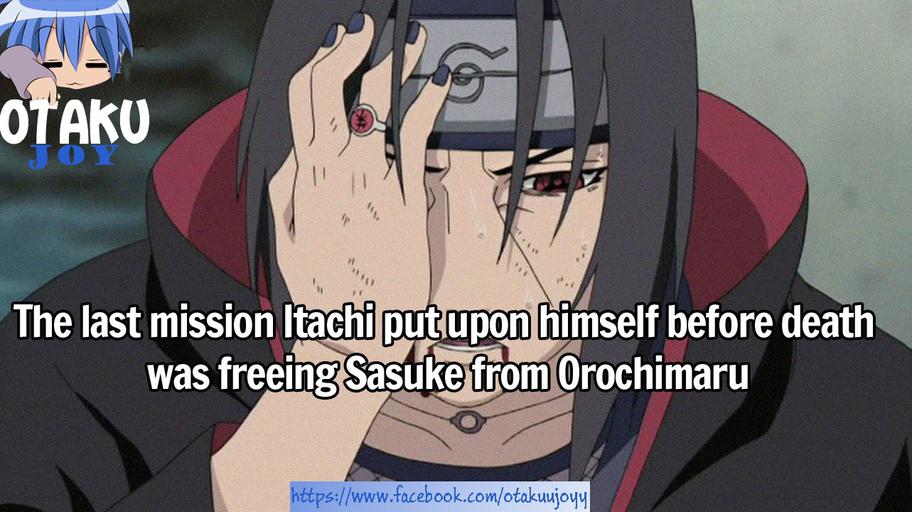 OTAKU
JOY
The last mission Itachi put upon himself before death
was freeing Sasuke from Orochimaru
https://www.facebook.com/otakuujoyy